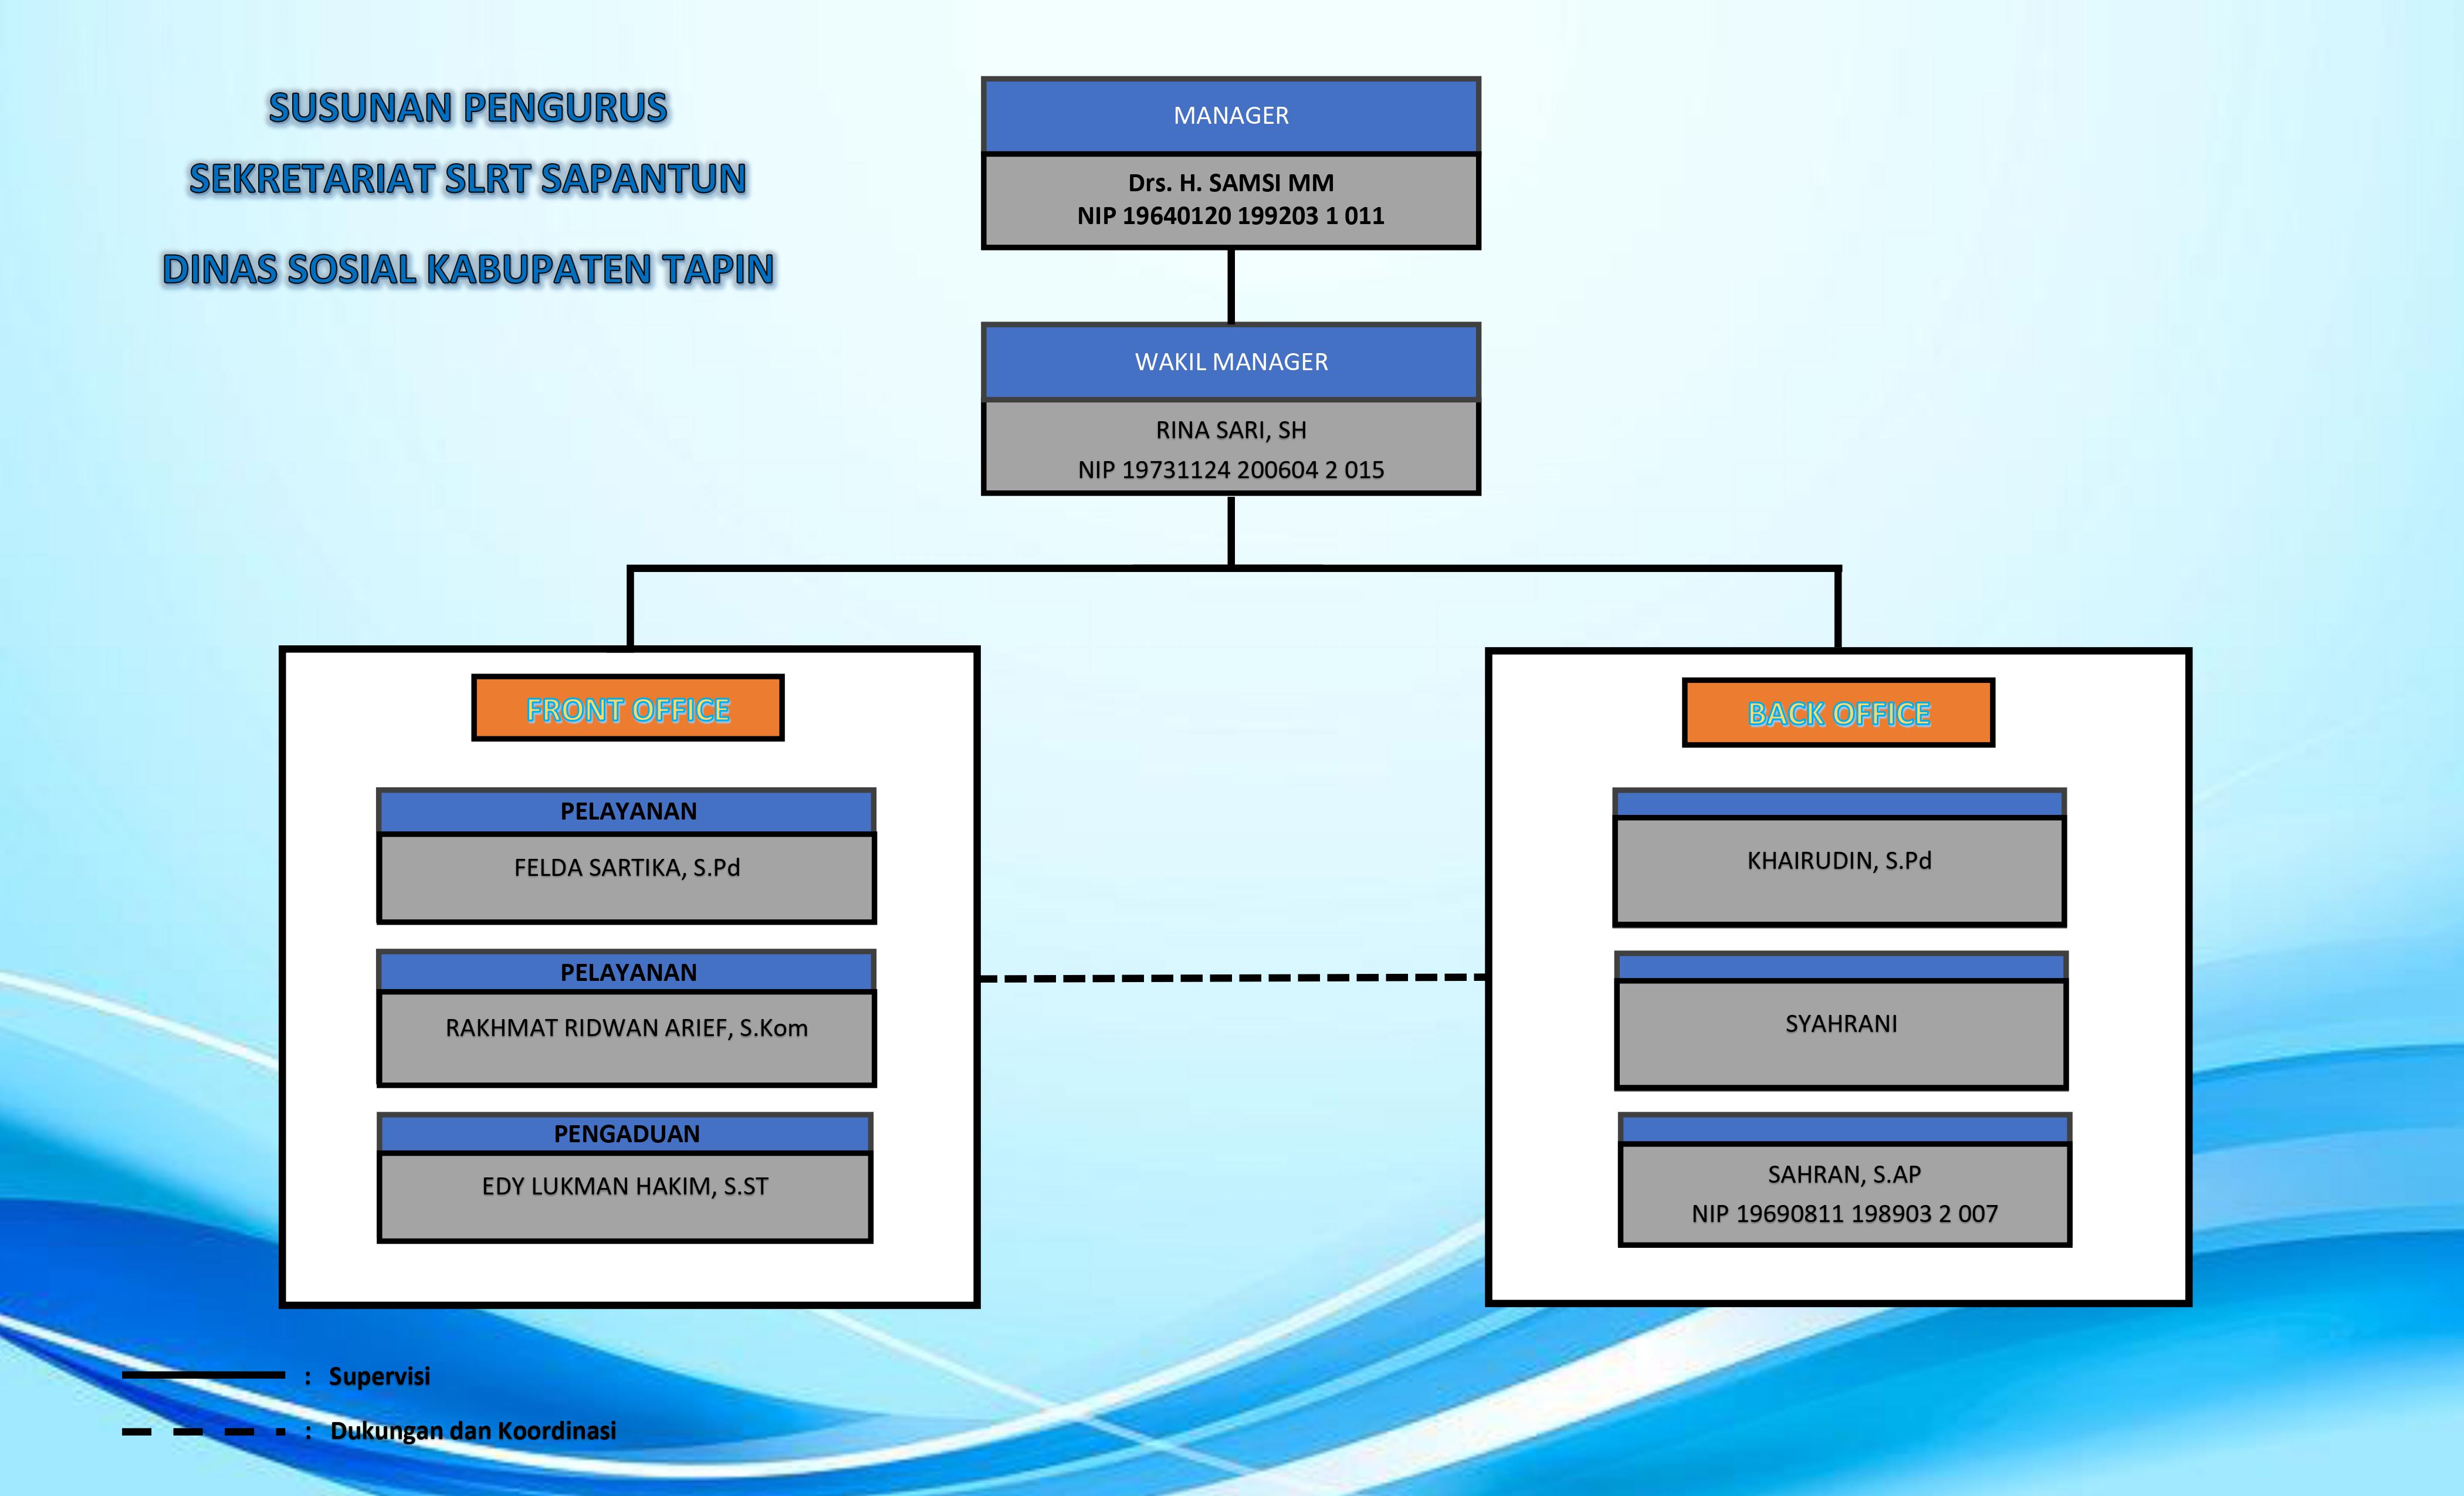 SUSUNAN PENGURUS
SEKRETARIAT SLRT SAPANTUN
DINAS SOSIAL KABUPATEN TAPIN
MANAGER
Drs. H. SAMSI MM
NIP 19640120 199203 1 011
WAKIL MANAGER
RINA SARI, SH
NIP 19731124 200604 2 015
FRONT OFFICE
PELAYANAN
FELDA SARTIKA, S.Pd
PELAYANAN
RAKHMAT RIDWAN ARIEF, S.Kom
PENGADUAN
EDY LUKMAN HAKIM, S.ST
BACK OFFICE
KHAIRUDIN, S.Pd
SYAHRANI
SAHRAN, S.AP
NIP 19690811 198903 2 007
: Supervisi
: Dukungan dan Koordinasi